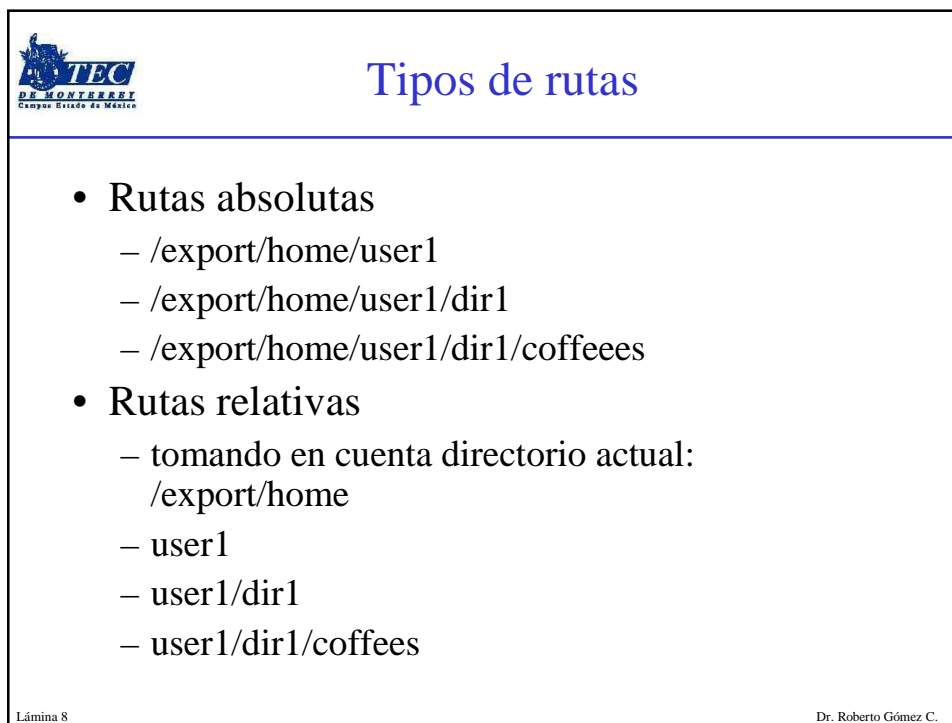 TEC
DE MONTERREY
Campus Estado de México
Tipos de rutas
• Rutas absolutas
– /export/home/user1
– /export/home/user1/dir1
– /export/home/user1/dir1/coffeees
• Rutas relativas
– tomando en cuenta directorio actual:
/export/home
– user1
– user1/dir1
– user1/dir1/coffees
Lámina 8
Dr. Roberto Gómez C.